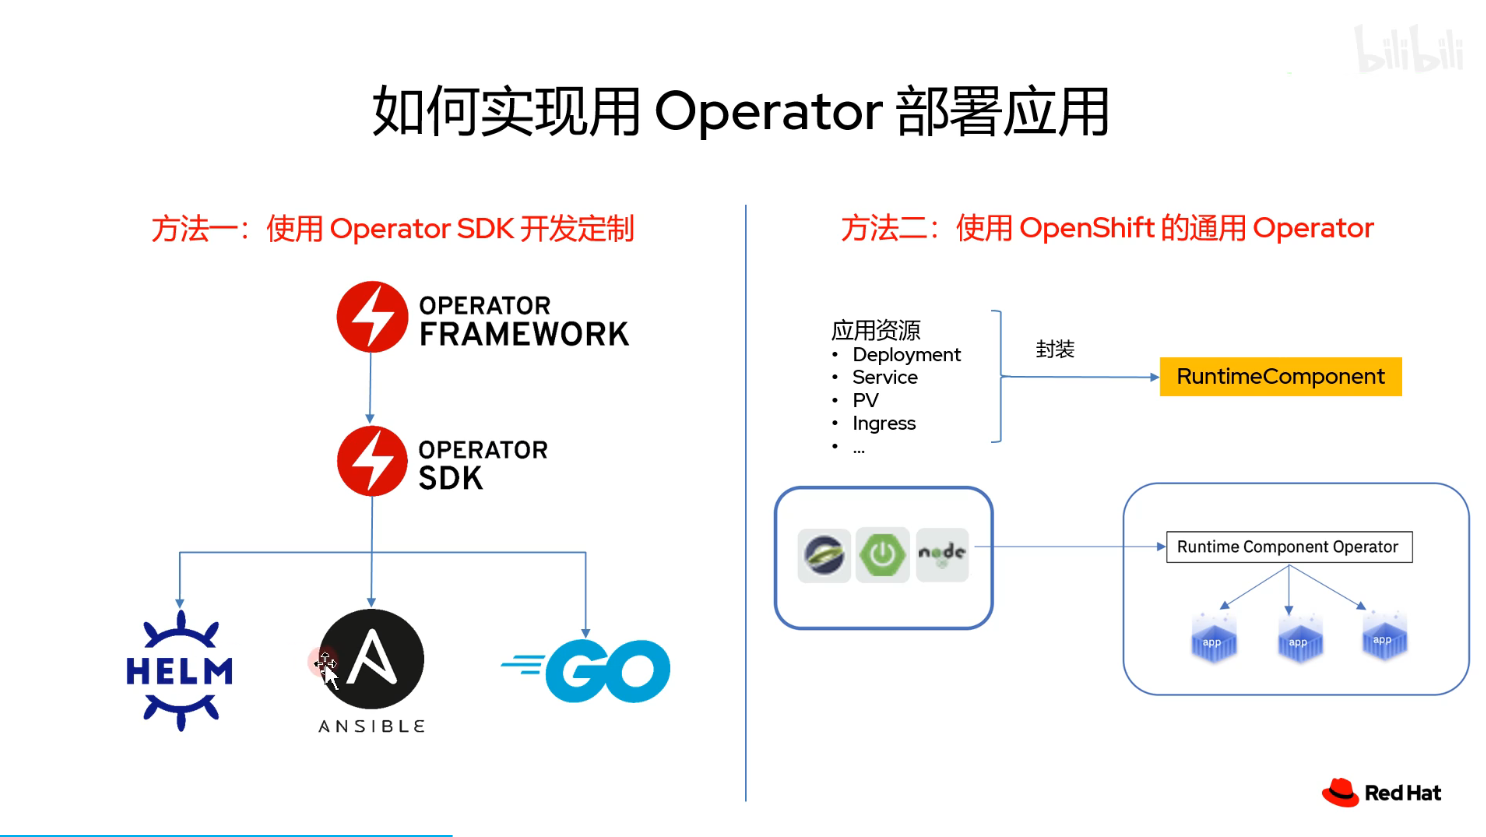 bilibili
如何实现用 Operator 部署应用
方法一：使用 Operator SDK 开发定制
OPERATOR
FRAMEWORK
OPERATOR
SDK
HELM
ANSIBLE
GO
方法二：使用 OpenShift 的通用 Operator
应用资源
• Deployment
• Service
• PV
• Ingress
• ...
封装
RuntimeComponent
node
Runtime Component Operator
app
app
app
Red Hat